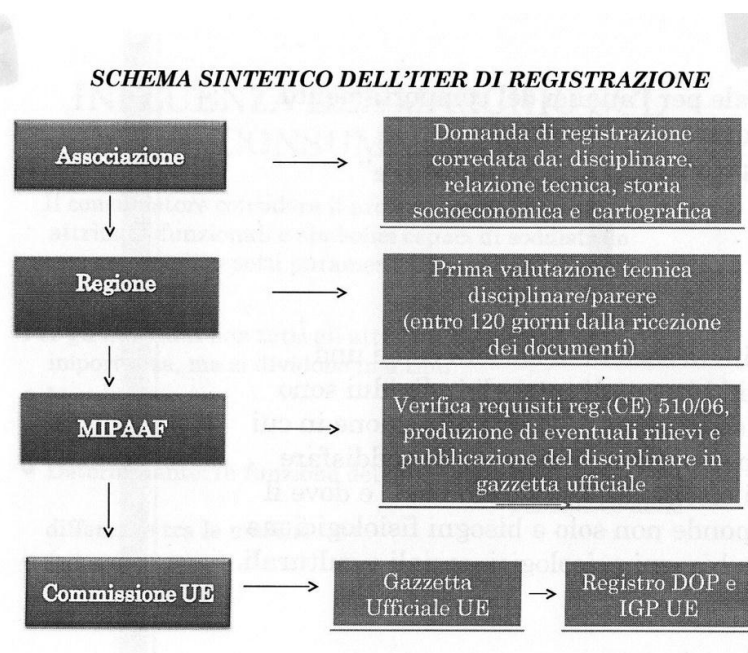 SCHEMA SINTETICO DELL'ITER DI REGISTRAZIONE
Associazione
Domanda di registrazione
corredata da: disciplinare,
relazione tecnica, storia
socioeconomica e cartografica
Regione
Prima valutazione tecnica
disciplinare/parere
(entro 120 giorni dalla ricezione
dei documenti)
MIPAAF
Verifica requisiti reg.(CE) 510/06,
produzione di eventuali rilievi e
pubblicazione del disciplinare in
gazzetta ufficiale
Commissione UE
Gazzetta
Ufficiale UE
Registro DOP e
IGP UE